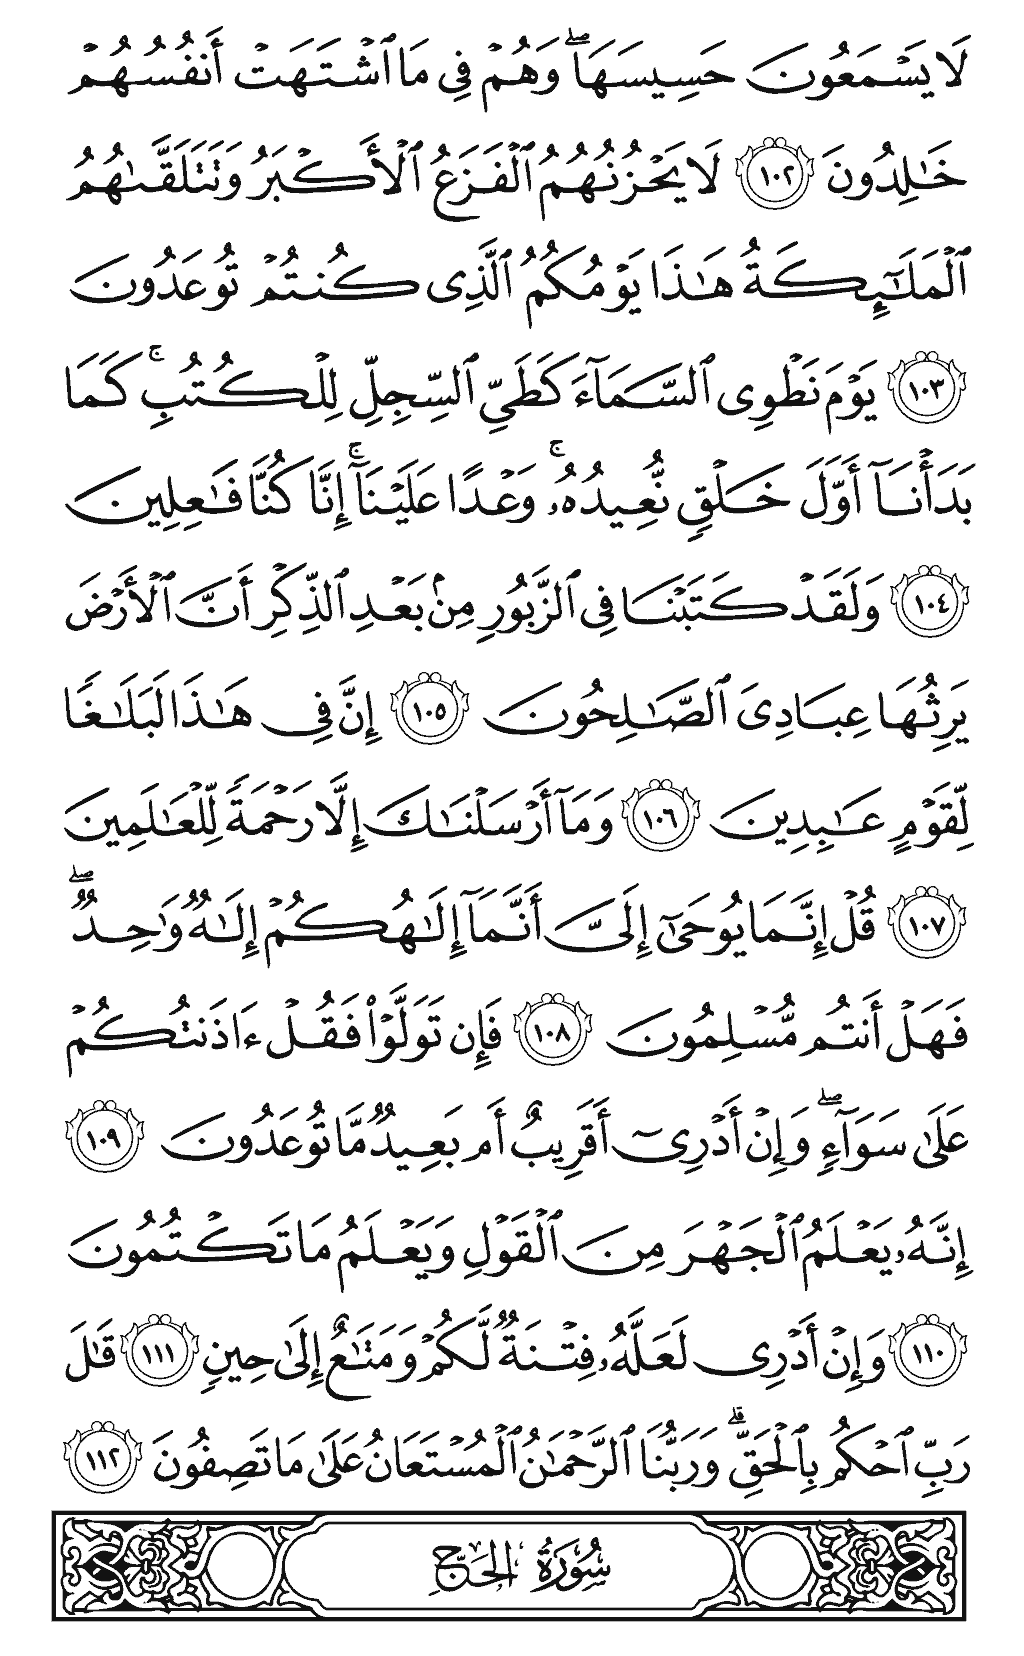 لَا يَسْمَعُونَ حَسِيسَهَا ۖ وَهُمْ فِي مَا ٱشْتَهَتْ أَنفُسُهُمْ
خَـٰلِدُونَ ١٠٢ لَا يَحْزُنُهُمُ ٱلْفَزَعُ ٱلْأَكْبَرُ وَتَتَلَقَّىٰهُمُ
ٱلْمَلَـٰٓئِكَةُ هَـٰذَا يَوْمُكُمُ ٱلَّذِى كُنتُمْ تُوعَدُونَ
١٠٣ يَوْمَ نَطْوِى ٱلسَّمَآءَ كَطَيِّ ٱلسِّجِلِّ لِلْكُتُبِ ۚ كَمَا
بَدَأْنَآ أَوَّلَ خَلْقٍ نُّعِيدُهُۥ ۚ وَعْدًا عَلَيْنَآ ۚ إِنَّا كُنَّا فَـٰعِلِينَ
١٠٤ وَلَقَدْ كَتَبْنَا فِى ٱلزَّبُورِ مِنۢ بَعْدِ ٱلذِّكْرِ أَنَّ ٱلْأَرْضَ
يَرِثُهَا عِبَادِىَ ٱلصَّـٰلِحُونَ ١٠٥ إِنَّ فِى هَـٰذَا لَبَلَـٰغًا
لِّقَوْمٍ عَـٰبِدِينَ ١٠٦ وَمَآ أَرْسَلْنَـٰكَ إِلَّا رَحْمَةً لِّلْعَـٰلَمِينَ
١٠٧ قُلْ إِنَّمَا يُوحَىٰٓ إِلَىَّ أَنَّمَآ إِلَـٰهُكُمْ إِلَـٰهٌ وَٰحِدٌ ۖ
فَهَلْ أَنتُم مُّسْلِمُونَ ١٠٨ فَإِن تَوَلَّوْا۟ فَقُلْ ءَاذَنتُكُمْ
عَلَىٰ سَوَآءٍ ۖ وَإِنْ أَدْرِىٓ أَقَرِيبٌ أَم بَعِيدٌ مَّا تُوعَدُونَ ١٠٩
إِنَّهُۥ يَعْلَمُ ٱلْجَهْرَ مِنَ ٱلْقَوْلِ وَيَعْلَمُ مَا تَكْتُمُونَ
١١٠ وَإِنْ أَدْرِى لَعَلَّهُۥ فِتْنَةٌ لَّكُمْ وَمَتَـٰعٌ إِلَىٰ حِينٍ ١١١ قَـٰلَ
رَبِّ ٱحْكُم بِٱلْحَقِّ ۗ وَرَبُّنَا ٱلرَّحْمَـٰنُ ٱلْمُسْتَعَانُ عَلَىٰ مَا تَصِفُونَ ١١٢
سُورَةُ الحَجِّ